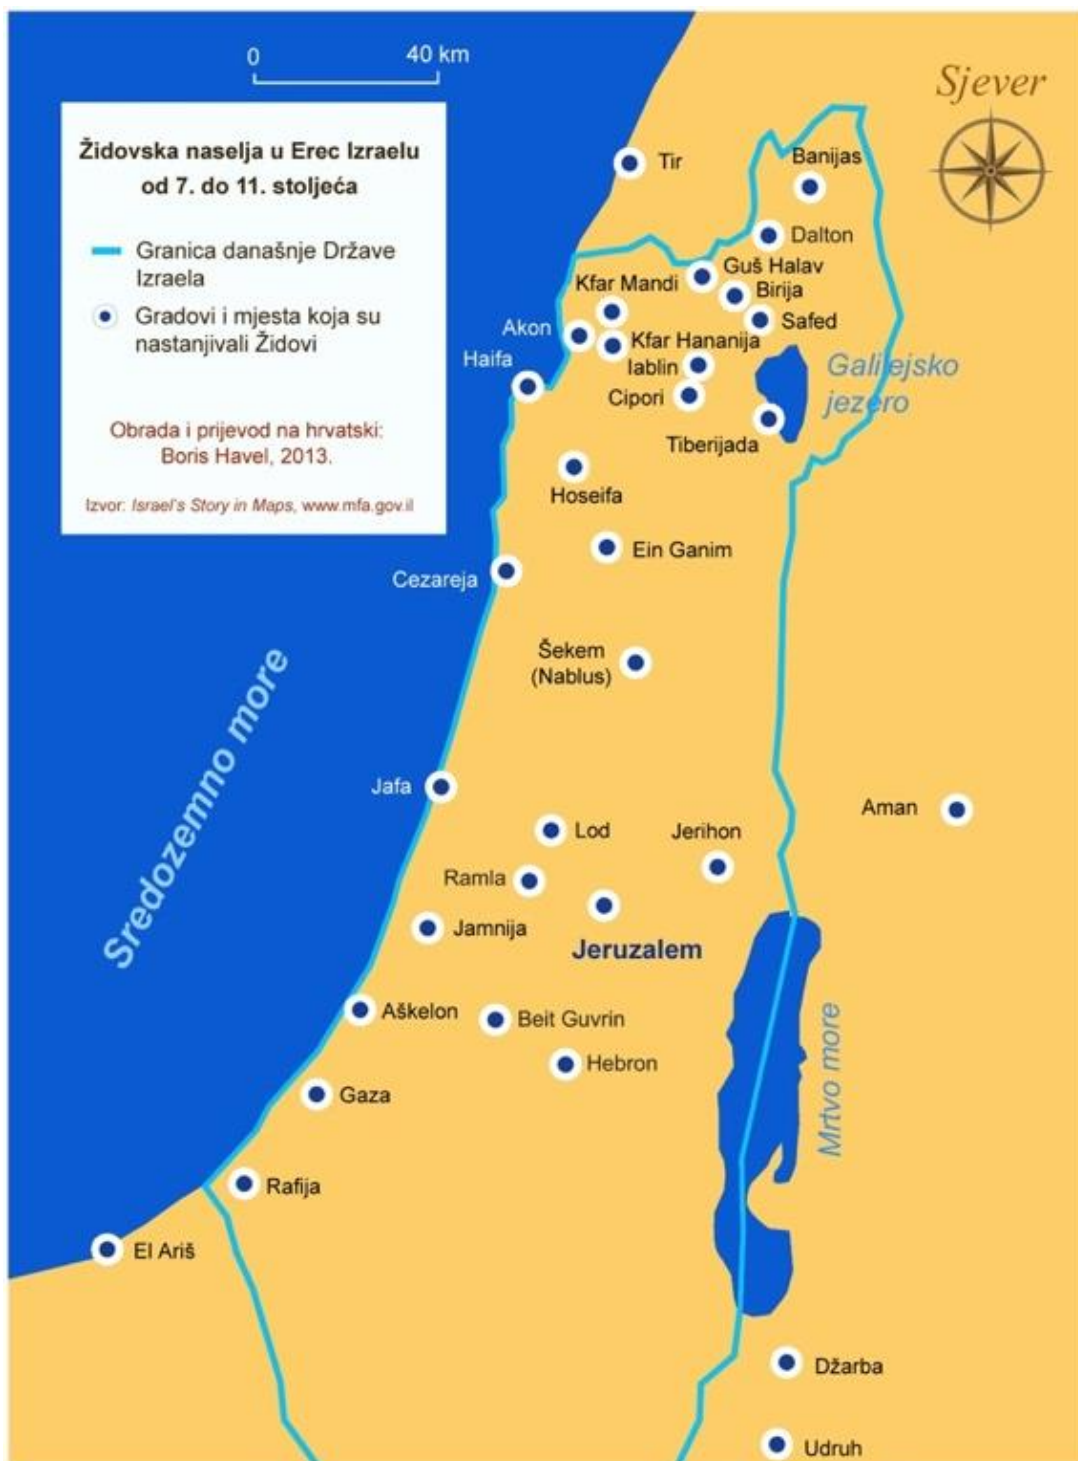 0 40 km
Sjever
Židovska naselja u Erec Izraelu
od 7. do 11. stoljeća
Granica današnje Države
Izraela
Gradovi i mjesta koja su
nastanjivali Židovi
Obrada i prijevod na hrvatski:
Boris Havel, 2013.
Izvor: Israel's Story in Maps, www.mfa.gov.il
Tir
Banijas
Dalton
Guš Halav
Kfar Mandi
Birija
Safed
Akon
Kfar Hananija
Haifa
Iablin
Galilejsko
jezero
Cipori
Tiberijada
Hoseifa
Ein Ganim
Cezareja
Šekem
(Nablus)
Sredozemno more
Jafa
Aman
Lod
Jerihon
Ramla
Jamnija
Jeruzalem
Aškelon
Beit Guvrin
Hebron
Mrtvo more
Gaza
Rafija
El Ariš
Džarba
Udruh